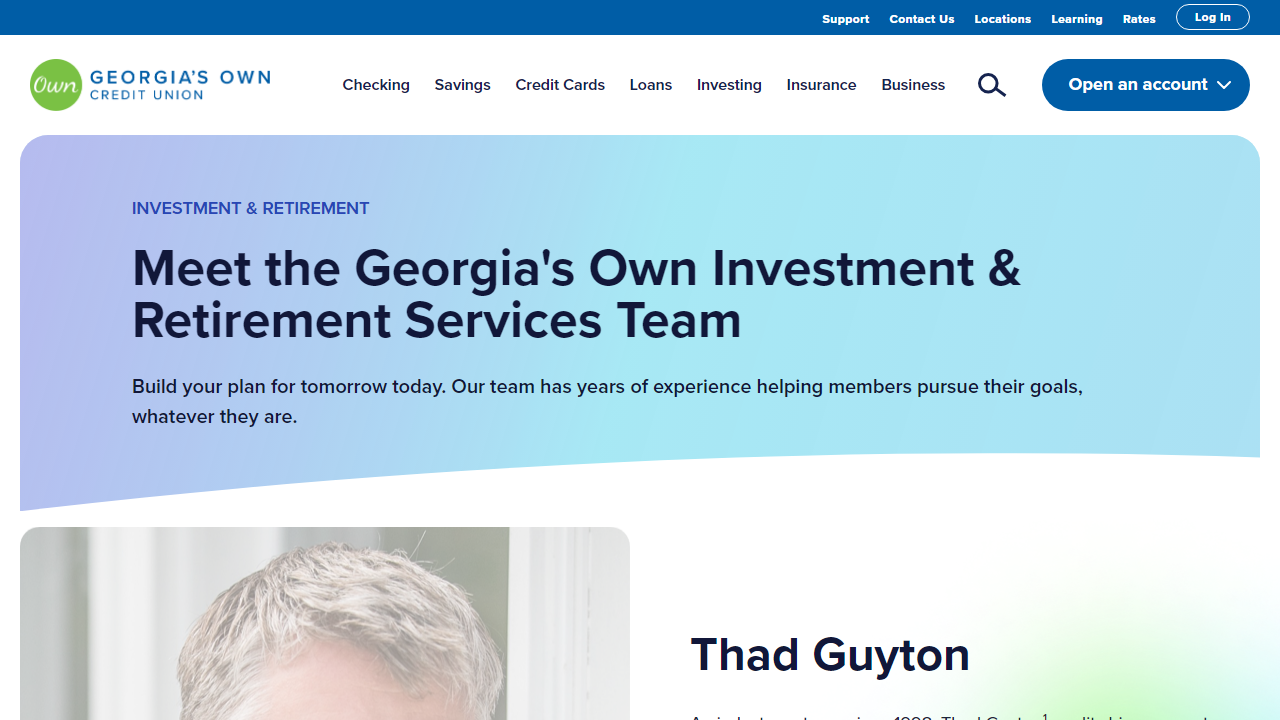 Support Contact Us Locations Learning Rates Log In
Own GEORGIA'S OWN
CREDIT UNION
Checking Savings Credit Cards Loans Investing Insurance Business Open an account
INVESTMENT & RETIREMENT
Meet the Georgia's Own Investment &
Retirement Services Team
Build your plan for tomorrow today. Our team has years of experience helping members pursue their goals,
whatever they are.
Thad Guyton